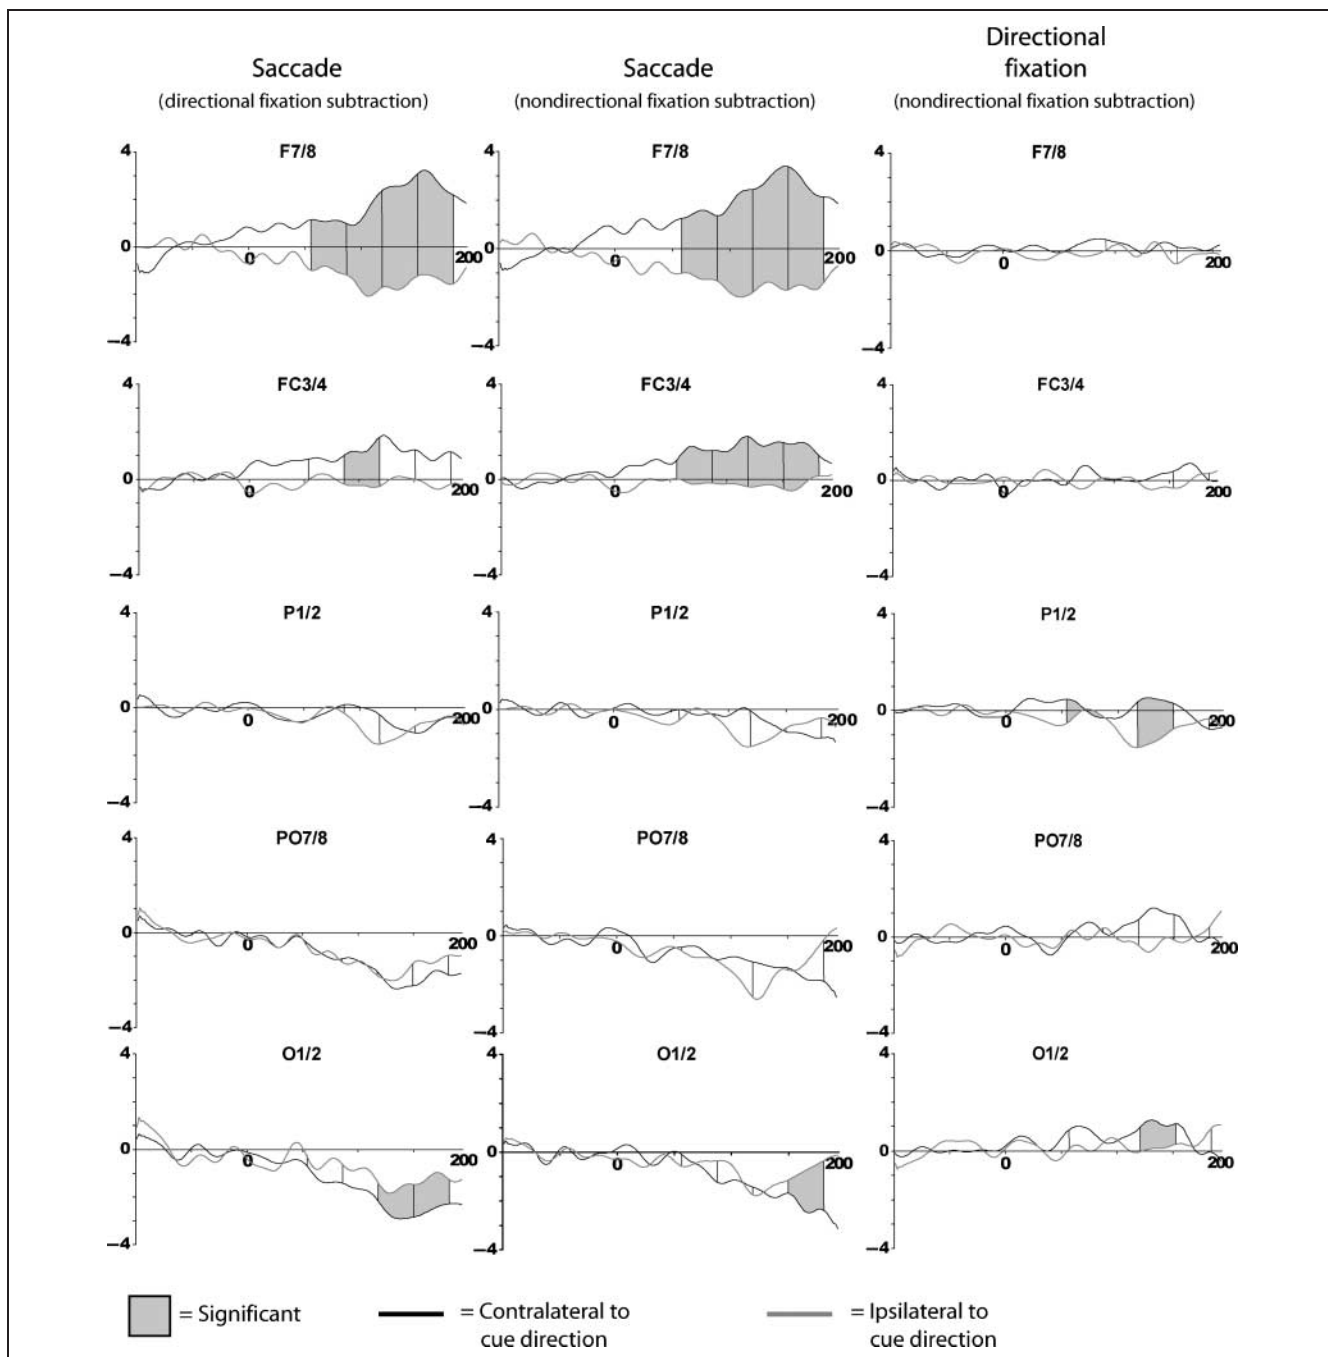 Saccade
(directional fixation subtraction)
Saccade
(nondirectional fixation subtraction)
Directional
fixation
(nondirectional fixation subtraction)
F7/8
4
0
−4
0
200
F7/8
4
0
−4
0
200
F7/8
4
0
−4
0
200
FC3/4
4
0
−4
0
200
FC3/4
4
0
−4
0
200
FC3/4
4
0
−4
0
200
P1/2
4
0
−4
0
200
P1/2
4
0
−4
0
200
P1/2
4
0
−4
0
200
PO7/8
4
0
−4
0
200
PO7/8
4
0
−4
0
200
PO7/8
4
0
−4
0
200
O1/2
4
0
−4
0
200
O1/2
4
0
−4
0
200
O1/2
4
0
−4
0
200
= Significant
= Contralateral to
cue direction
= Ipsilateral to
cue direction